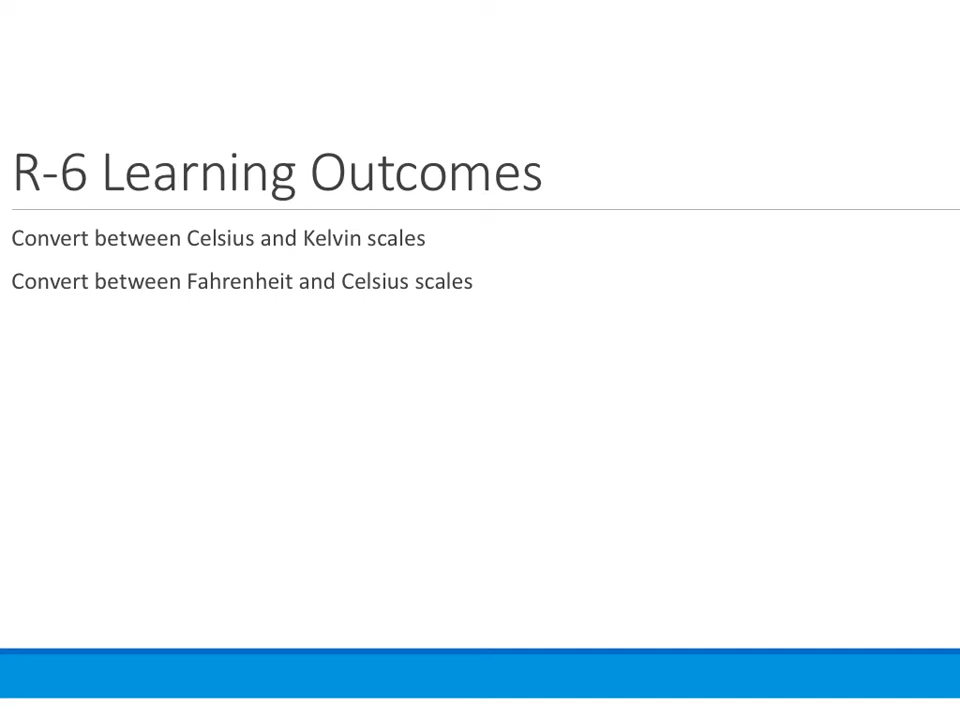 R-6 Learning Outcomes
Convert between Celsius and Kelvin scales
Convert between Fahrenheit and Celsius scales